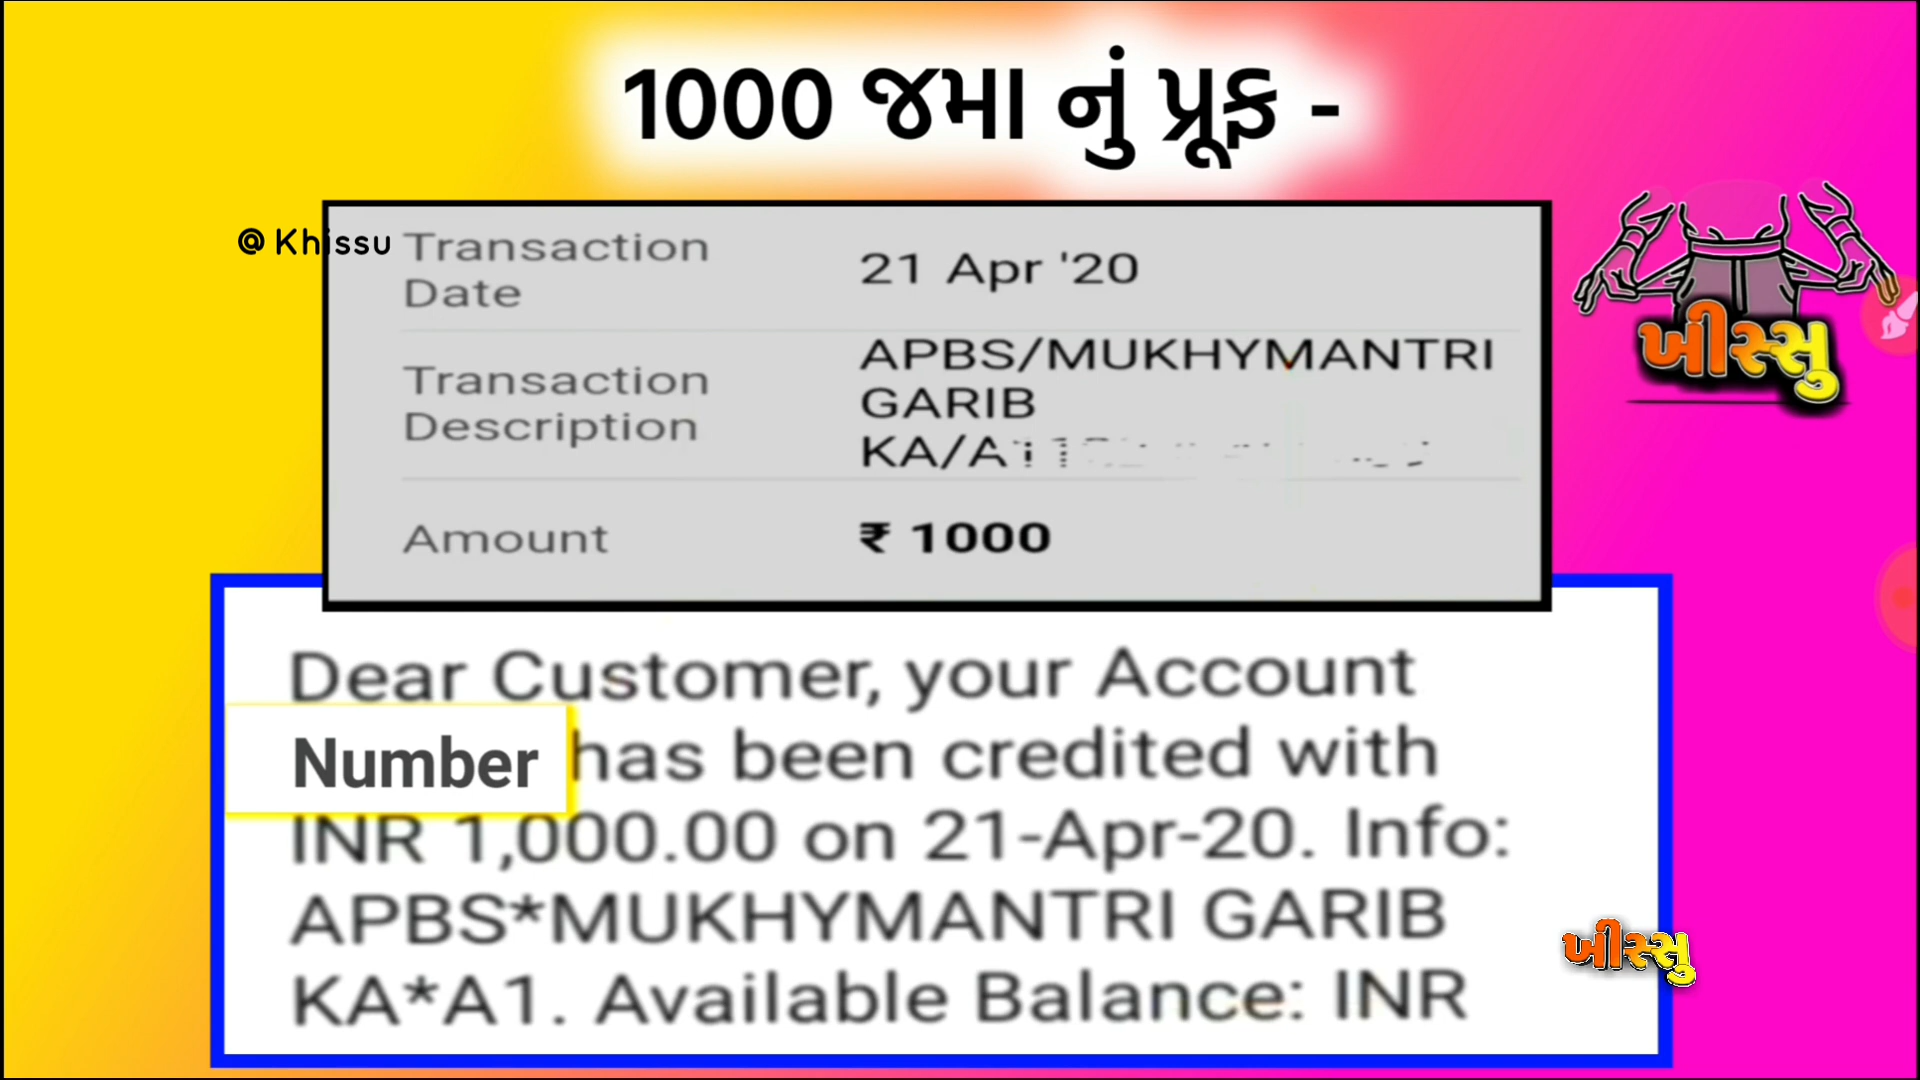 1000 જમા નું પ્રૂફ -
@ Khissu
Transaction
Date
21 Apr '20
Transaction
Description
APBS/MUKHYMANTRI
GARIB
KA/A
Amount
₹ 1000
ખીસ્સુ
Dear Customer, your Account
Number has been credited with
INR 1,000.00 on 21-Apr-20. Info:
APBS*MUKHYMANTRI GARIB
KA*A1. Available Balance: INR
ખીસ્સુ